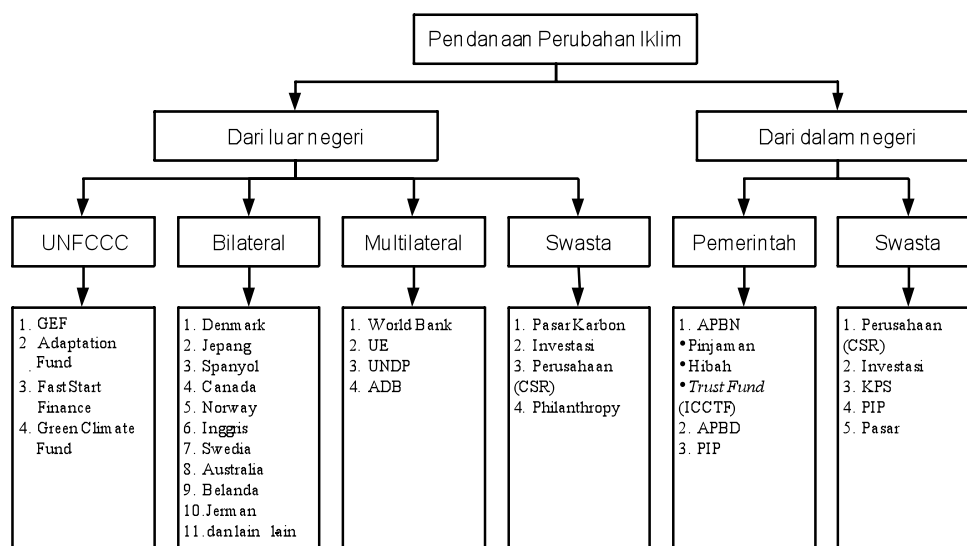 Pendanaan Perubahan Iklim
Dari luar negeri
Dari dalam negeri
UNFCCC
Bilateral
Multilateral
Swasta
Pemerintah
Swasta
1. GEF
2 Adaptation
Fund
3. Fast Start
Finance
4. Green Climate
Fund
1. Denmark
2. Jepang
3. Spanyol
4. Canada
5. Norway
6. Inggris
7. Swedia
8. Australia
9. Belanda
10. Jerman
11. dan lain lain
1. World Bank
2. UE
3. UNDP
4. ADB
1. Pasar Karbon
2. Investasi
3. Perusahaan
(CSR)
4. Philanthropy
1. APBN
• Pinjaman
• Hibah
• Trust Fund
(ICCTF)
2. APBD
3. PIP
1. Perusahaan
(CSR)
2. Investasi
3. KPS
4. PIP
5. Pasar